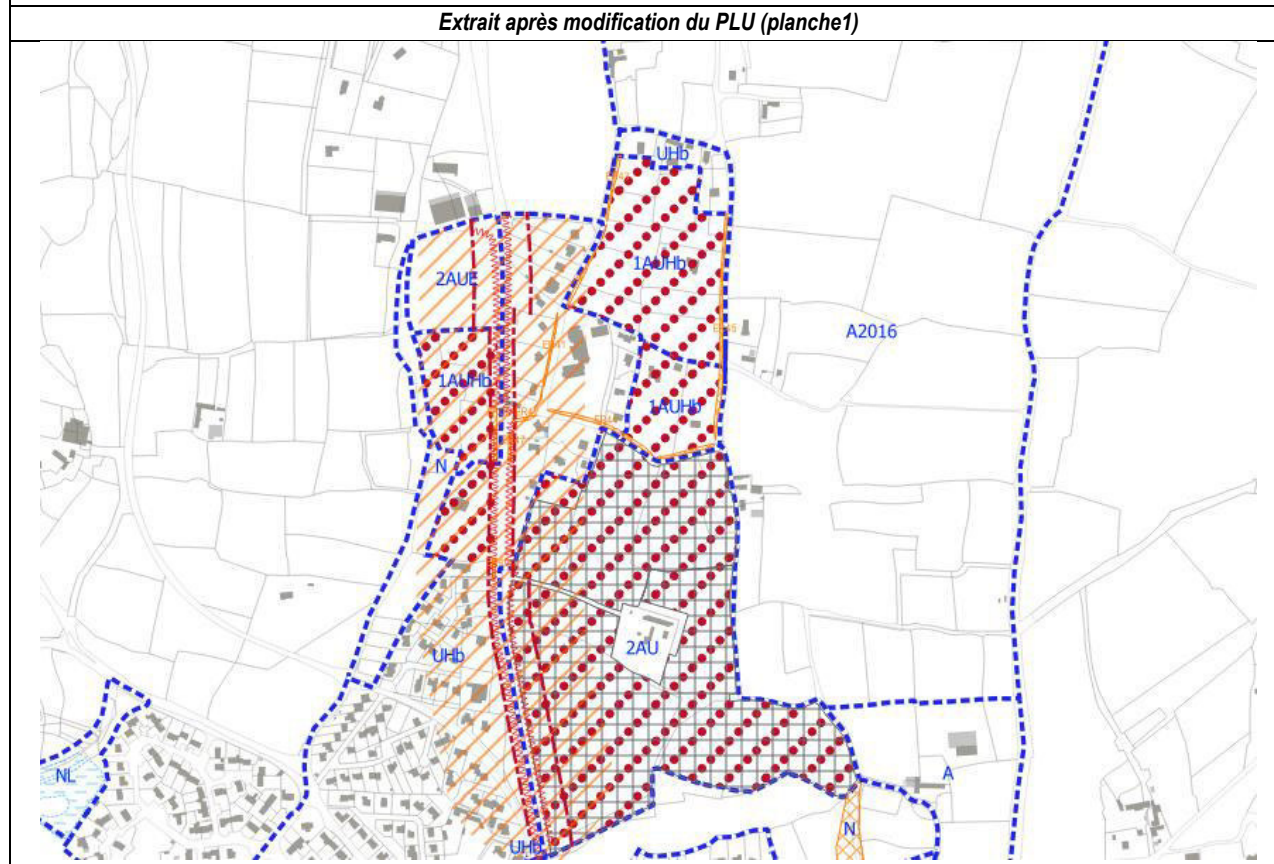 Extrait après modification du PLU (planche1)
UHb
2AUE
1AUHb
A2016
1AUHb
1AUHb
N
UHb
2AU
NL
A
N
UHb